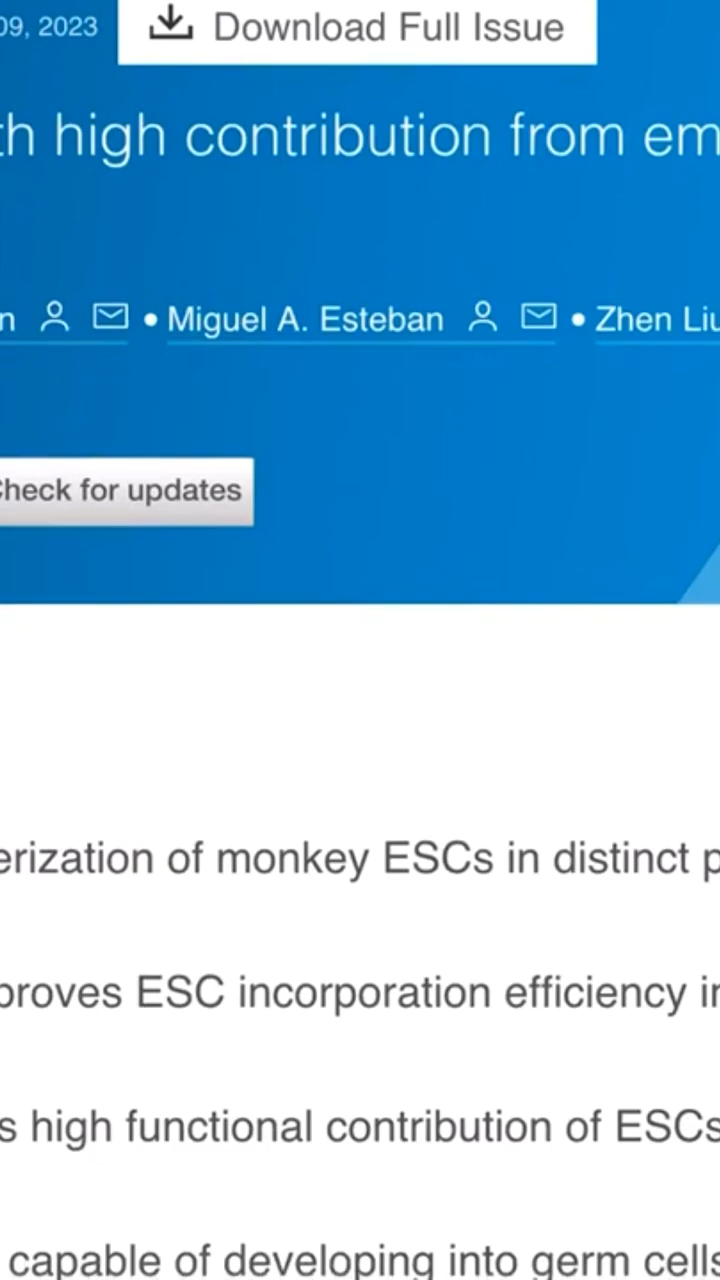 09, 2023
Download Full Issue
th high contribution from em
n • Miguel A. Esteban • Zhen Liu
Check for updates
erization of monkey ESCs in distinct p
proves ESC incorporation efficiency in
s high functional contribution of ESCs
capable of developing into germ cells